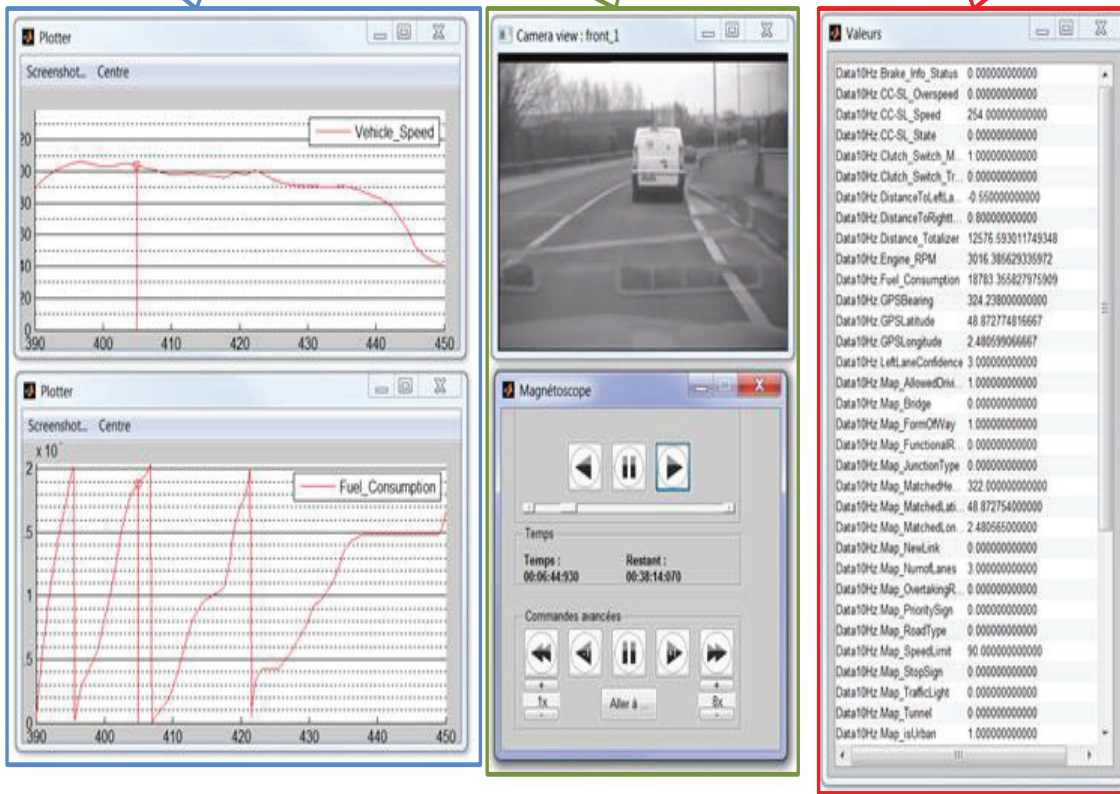 Plotter
Screenshot... Centre
Vehicle_Speed
20
00
80
60
40
20
0
390 400 410 420 430 440 450
Plotter
Screenshot... Centre
x 10
Fuel_Consumption
2
.5
1
.5
0
390 400 410 420 430 440 450
Camera view : front_1
Magnétoscope
Temps
Temps : Restant :
00:06:44:930 00:38:14:070
Commandes avancées
+ +
1x Aller à ... 8x
- -
Valeurs
Data10Hz.Brake_Info_Status 0.000000000000
Data10Hz.CC-SL_Overspeed 0.000000000000
Data10Hz.CC-SL_Speed 254.000000000000
Data10Hz.CC-SL_State 0.000000000000
Data10Hz.Clutch_Switch_M... 1.000000000000
Data10Hz.Clutch_Switch_Tr... 0.000000000000
Data10Hz.DistanceToLeftLa... -0.550000000000
Data10Hz.DistanceToRightt... 0.800000000000
Data10Hz.Distance_Totalizer 12576.593011749348
Data10Hz.Engine_RPM 3016.385629335972
Data10Hz.Fuel_Consumption 18783.355827975909
Data10Hz.GPSBearing 324.238000000000
Data10Hz.GPSLatitude 48.872774816667
Data10Hz.GPSLongitude 2.480599066667
Data10Hz.LeftLaneConfidence 3.000000000000
Data10Hz.Map_AllowedDrivi... 1.000000000000
Data10Hz.Map_Bridge 0.000000000000
Data10Hz.Map_FormOfWay 1.000000000000
Data10Hz.Map_FunctionalR... 0.000000000000
Data10Hz.Map_JunctionType 0.000000000000
Data10Hz.Map_MatchedHe... 322.000000000000
Data10Hz.Map_MatchedLati... 48.872754000000
Data10Hz.Map_MatchedLon... 2.480565000000
Data10Hz.Map_NewLink 0.000000000000
Data10Hz.Map_NumofLanes 3.000000000000
Data10Hz.Map_OvertakingR... 0.000000000000
Data10Hz.Map_PrioritySign 0.000000000000
Data10Hz.Map_RoadType 0.000000000000
Data10Hz.Map_SpeedLimit 90.000000000000
Data10Hz.Map_StopSign 0.000000000000
Data10Hz.Map_TrafficLight 0.000000000000
Data10Hz.Map_Tunnel 0.000000000000
Data10Hz.Map_isUrban 1.000000000000